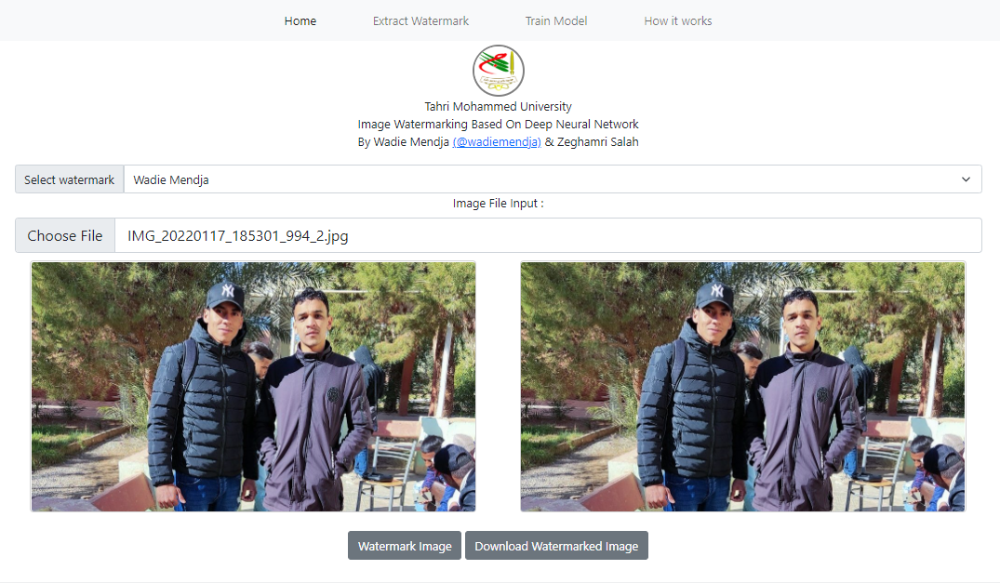 Home Extract Watermark Train Model How it works
Tahri Mohammed University
Image Watermarking Based On Deep Neural Network
By Wadie Mendja (@wadiemendja) & Zeghamri Salah
Select watermark Wadie Mendja
Image File Input :
Choose File IMG_20220117_185301_994_2.jpg
NY NY
Watermark Image Download Watermarked Image